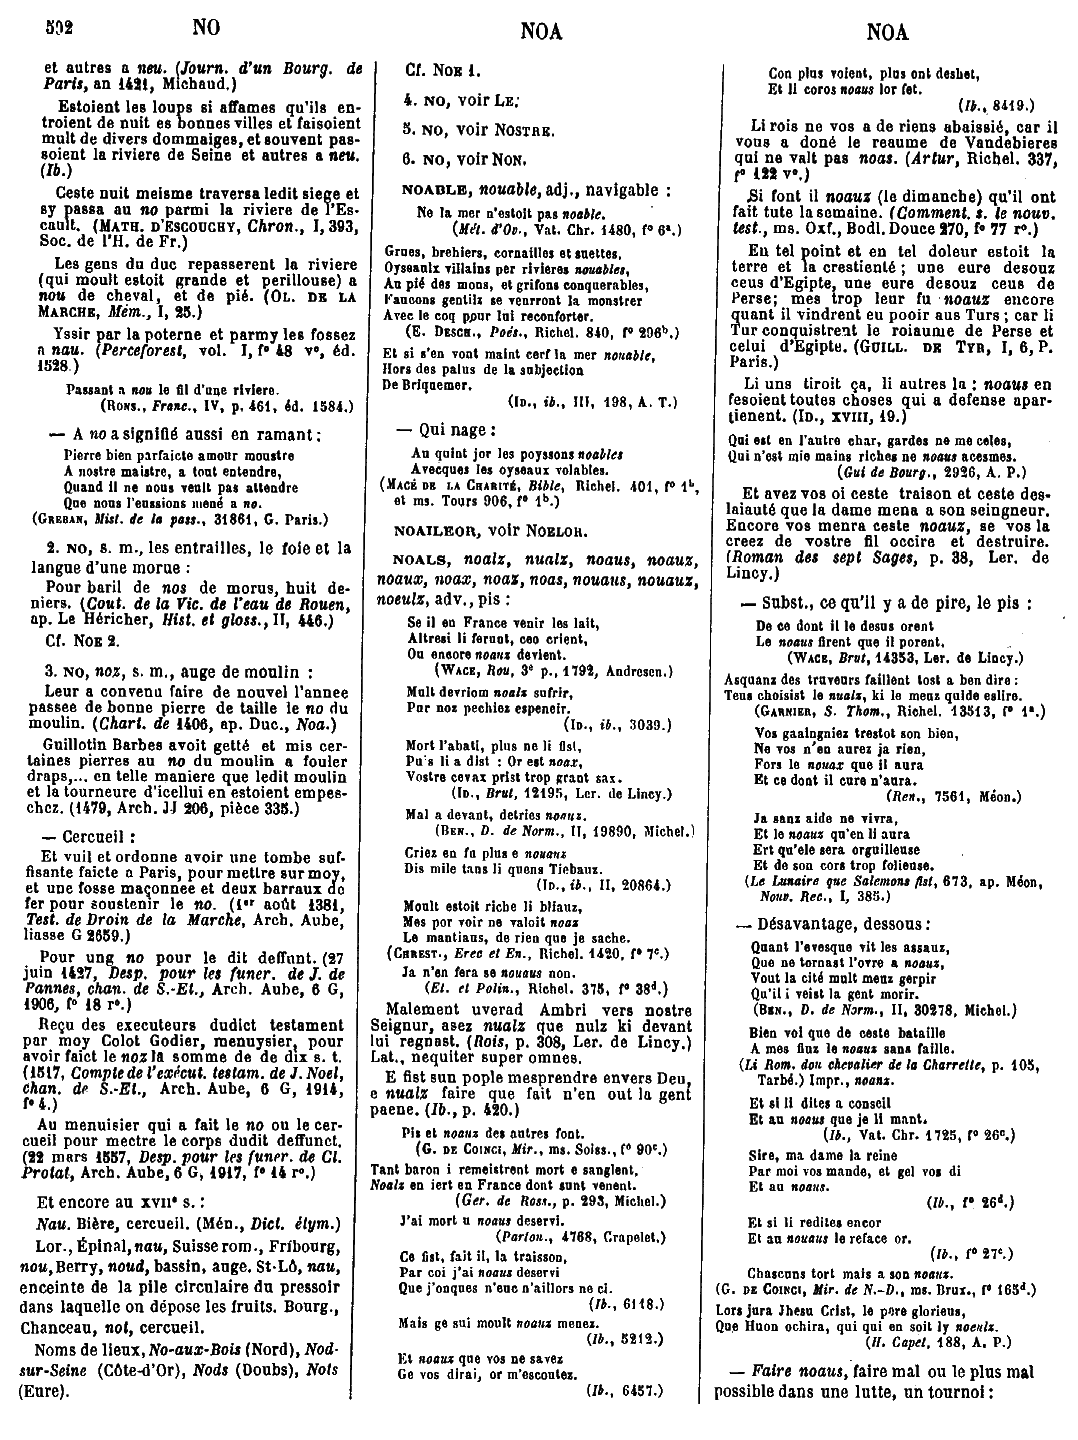 502 NO NOA NOA
et autres a neu. (Journ. d'un Bourg. de
Paris, an 1421, Michaud.)
Estoient les loups si affames qu'ils en-
troient de nuit es bonnes villes et faisoient
mult de divers dommaiges, et souvent pas-
soient la riviere de Seine et autres a neu.
(Ib.)
Ceste nuit meisme traversa ledit siege et
sy passa au no parmi la riviere de l'Es-
cault. (MATH. D'ESCOUCHY, Chron., I, 393,
Soc. de l'H. de Fr.)
Les gens du duc repasserent la riviere
(qui moult estoit grande et perillouse) a
nou de cheval, et de pié. (OL. DE LA
MARCHE, Mém., I, 25.)
Yssir par la poterne et parmy les fossez
a nau. (Perceforest, vol. I, f° 48 v°, éd.
1528.)
Passant a nou le fil d'une riviere.
(RONS., Franc., IV, p. 461, éd. 1584.)
— A no a signifié aussi en ramant :
Pierre bien parfaicte amour moustre
A nostre maistre, a tout entendre,
Quand il ne nous veult pas attendre
Que nous l'eussions mené a no.
(GREBAN, Mist. de la pass., 31861, G. Paris.)
2. NO, s. m., les entrailles, le foie et la
langue d'une morue :
Pour baril de nos de morus, huit de-
niers. (Cout. de la Vic. de l'eau de Rouen,
ap. Le Héricher, Hist. et gloss., II, 446.)
Cf. NOE 2.
3. NO, noz, s. m., auge de moulin :
Leur a convenu faire de nouvel l'annee
passee de bonne pierre de taille le no du
moulin. (Chart. de 1406, ap. Duc., Noa.)
Guillotin Barbes avoit getté et mis cer-
taines pierres au no du moulin a fouler
draps,... en telle maniere que ledit moulin
et la tourneure d'icellui en estoient empes-
chez. (1479, Arch. JJ 206, pièce 335.)
— Cercueil :
Et vuil et ordonne avoir une tombe suf-
fisante faicte a Paris, pour mettre sur moy,
et une fosse maçonnee et deux barraux de
fer pour soustenir le no. (1er août 1381,
Test. de Droin de la Marche, Arch. Aube,
liasse G 2659.)
Pour ung no pour le dit deffunt. (27
juin 1427, Desp. pour les funer. de J. de
Pannes, chan. de S.-Et., Arch. Aube, 6 G,
1906, f° 18 r°.)
Reçu des executeurs dudict testament
par moy Colot Godier, menuysier, pour
avoir faict le noz la somme de de dix s. t.
(1517, Compte de l'exécut. testam. de J. Noel,
chan. de S.-Et., Arch. Aube, 6 G, 1914,
f° 4.)
Au menuisier qui a fait le no ou le cer-
cueil pour mectre le corps dudit deffunct.
(22 mars 1557, Desp. pour les funer. de Cl.
Protat, Arch. Aube, 6 G, 1917, f° 14 r°.)
Et encore au XVIIe s. :
Nau. Bière, cercueil. (Mén., Dict. étym.)
Lor., Épinal, nau, Suisse rom., Fribourg,
nou, Berry, noud, bassin, auge. St-Lô, nau,
enceinte de la pile circulaire du pressoir
dans laquelle on dépose les fruits. Bourg.,
Chanceau, not, cercueil.
Noms de lieux, No-aux-Bois (Nord), Nod-
sur-Seine (Côte-d'Or), Nods (Doubs), Nots
(Eure).
Cf. NOE 1.
4. NO, voir LE.
5. NO, voir NOSTRE.
6. NO, voir NON.
NOABLE, nouable, adj., navigable :
Ne la mer n'estoit pas noable.
(Mét. d'Ov., Vat. Chr. 1480, f° 6a.)
Grues, brehiers, cornailles et suettes,
Oyseaulx villains per rivieres nouables,
Au pié des mons, et grifons conquerables,
Faucons gentilz se venrront la monstrer
Avec le coq pour lui reconforter.
(E. DESCH., Poés., Richel. 840, f° 296b.)
Et si s'en vont maint cerf la mer nouable,
Hors des palus de la subjection
De Briquemer.
(ID., ib., III, 198, A. T.)
— Qui nage :
Au quint jor les poyssons noables
Avecques les oyseaux volables.
(MACÉ DE LA CHARITÉ, Bible, Richel. 401, f° 1b,
et ms. Tours 906, f° 1b.)
NOAILEOR, voir NOELOR.
NOALS, noalz, nualz, noaus, noauz,
noaux, noax, noaz, noas, nouaus, nouauz,
noeulz, adv., pis :
Se il en France venir les lait,
Altresi li ferunt, ceo crient,
Ou encore noaux devient.
(WACE, Rou, 3e p., 1792, Andresen.)
Mult devriom noalz sufrir,
Par noz pechiez espeneir.
(ID., ib., 3039.)
Mort l'abati, plus ne li fist,
Puis li a dist : Or est noax,
Vostre cevax prist trop grant sax.
(ID., Brut, 12195, Ler. de Lincy.)
Mal a devant, detries noauz.
(BEN., D. de Norm., II, 19890, Michel.)
Criez en fu plus e nouauz
Dis mile tans li quens Tiebauz.
(ID., ib., II, 20864.)
Moult estoit riche li bliauz,
Mes por voir ne valoit noaz
Le mantiaus, de rien que je sache.
(CHREST., Erec et En., Richel. 1420, f° 7c.)
Ja n'en fera se nouaus non.
(Et. et Polin., Richel. 375, f° 38d.)
Malement uverad Ambri vers nostre
Seignur, asez nualz que nulz ki devant
lui regnast. (Rois, p. 308, Ler. de Lincy.)
Lat., nequiter super omnes.
E fist sun pople mesprendre envers Deu,
e nualz faire que fait n'en out la gent
paene. (Ib., p. 420.)
Pis et noauz des autres font.
(G. DE COINCI, Mir., ms. Soiss., f° 90c.)
Tant baron i remeistrent mort e sanglent,
Noalz en iert en France dont sunt venent.
(Ger. de Ross., p. 293, Michel.)
J'ai mort u noaus deservi.
(Parton., 4768, Crapelet.)
Ce fist, fait il, la traisson,
Par coi j'ai noaus deservi
Que j'onques n'euc n'aillors ne ci.
(Ib., 6118.)
Mais ge sui moult noauz menez.
(Ib., 5212.)
Et noauz que vos ne savez
Ge vos dirai, or m'escoutez.
(Ib., 6457.)
Con plus voient, plus ont deshet,
Et li coros noaus lor fet.
(Ib., 8419.)
Li rois ne vos a de riens abaissié, car il
vous a doné le reaume de Vandebieres
qui ne valt pas noas. (Artur, Richel. 337,
f° 122 v°.)
Si font il noauz (le dimanche) qu'il ont
fait tute la semaine. (Comment. s. le nouv.
test., ms. Oxf., Bodl. Douce 270, f° 77 r°.)
En tel point et en tel doleur estoit la
terre et la crestienté ; une eure desouz
ceus d'Egipte, une eure desouz ceus de
Perse; mes trop leur fu noauz encore
quant il vindrent eu pooir aus Turs ; car li
Tur conquistrent le roiaume de Perse et
celui d'Egipte. (GUILL. DE TYR, I, 6, P.
Paris.)
Li uns tiroit ça, li autres la : noaus en
fesoient toutes choses qui a defense apar-
tienent. (ID., XVIII, 19.)
Qui est en l'autre char, gardes ne me celes,
Qui n'est mie mains riches ne noaus acesmes.
(Gui de Bourg., 2926, A. P.)
Et avez vos oi ceste traison et ceste des-
laiauté que la dame mena a son seingneur.
Encore vos menra ceste noauz, se vos la
creez de vostre fil occire et destruire.
(Roman des sept Sages, p. 38, Ler. de
Lincy.)
— Subst., ce qu'il y a de pire, le pis :
De ce dont il le desus orent
Le noaus firent que il porent.
(WACE, Brut, 14353, Ler. de Lincy.)
Asquanz des truveurs faillent tost a ben dire :
Teus choisist le nualz, ki le menz quide eslire.
(GARNIER, S. Thom., Richel. 13513, f° 1a.)
Vos gaaingniez trestot son bien,
Ne vos n'en aurez ja rien,
Fors le nouax que il aura
Et ce dont il cure n'aura.
(Ren., 7561, Méon.)
Ja sanz aide ne vivra,
Et le noauz qu'en li aura
Ert qu'ele sera orguilleuse
Et de son cors trop folieuse.
(Le Lunaire que Salemons fist, 673, ap. Méon,
Nouv. Rec., I, 385.)
— Désavantage, dessous :
Quant l'evesque vit les assauz,
Que ne tornast l'ovre a noauz,
Vout la cité mult menz gerpir
Qu'il i veist la gent morir.
(BEN., D. de Norm., II, 30278, Michel.)
Bien voi que de ceste bataille
A mes fluz le noauz sans faille.
(Li Rom. dou chevalier de la Charrette, p. 105,
Tarbé.) Impr., noanz.
Et si li dites a conseil
Et au noaus que je li mant.
(Ib., Vat. Chr. 1725, f° 26c.)
Sire, ma dame la reine
Par moi vos mande, et gel vos di
Et au noaus.
(Ib., f° 26d.)
Et si li redites encor
Et au nouaus le reface or.
(Ib., f° 27c.)
Chascuns tort mais a son noauz.
(G. DE COINCI, Mir. de N.-D., ms. Brux., f° 165d.)
Lors jura Jhesu Crist, le pere glorieus,
Que Huon ochira, qui qui en soit ly noeulz.
(H. Capet, 188, A. P.)
— Faire noaus, faire mal ou le plus mal
possible dans une lutte, un tournoi :